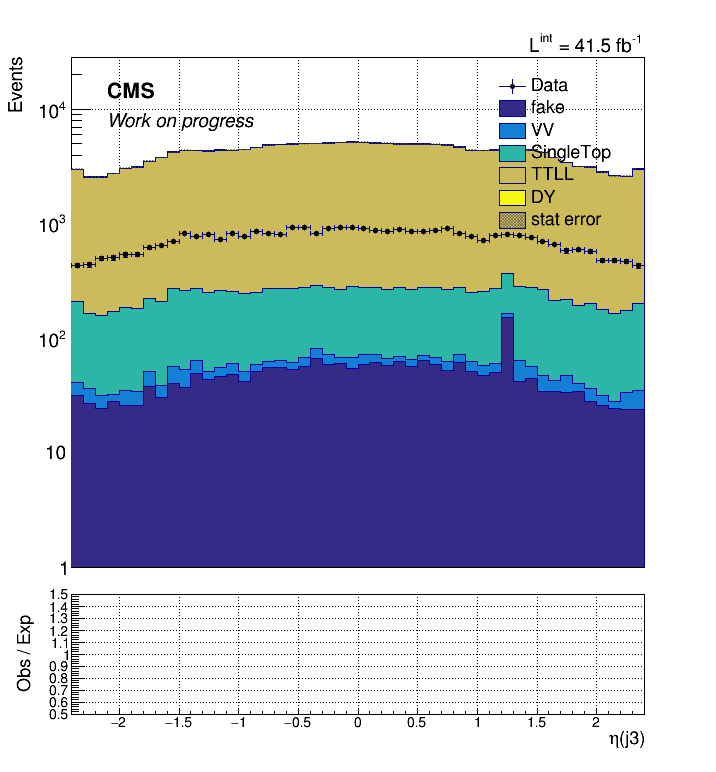 L^int = 41.5 fb^-1
Events
CMS
Work on progress
Data
fake
VV
SingleTop
TTLL
DY
stat error
10^4
10^3
10^2
10
1
Obs / Exp
1.5
1.4
1.3
1.2
1.1
1
0.9
0.8
0.7
0.6
0.5
−2 −1.5 −1 −0.5 0 0.5 1 1.5 2
η(j3)